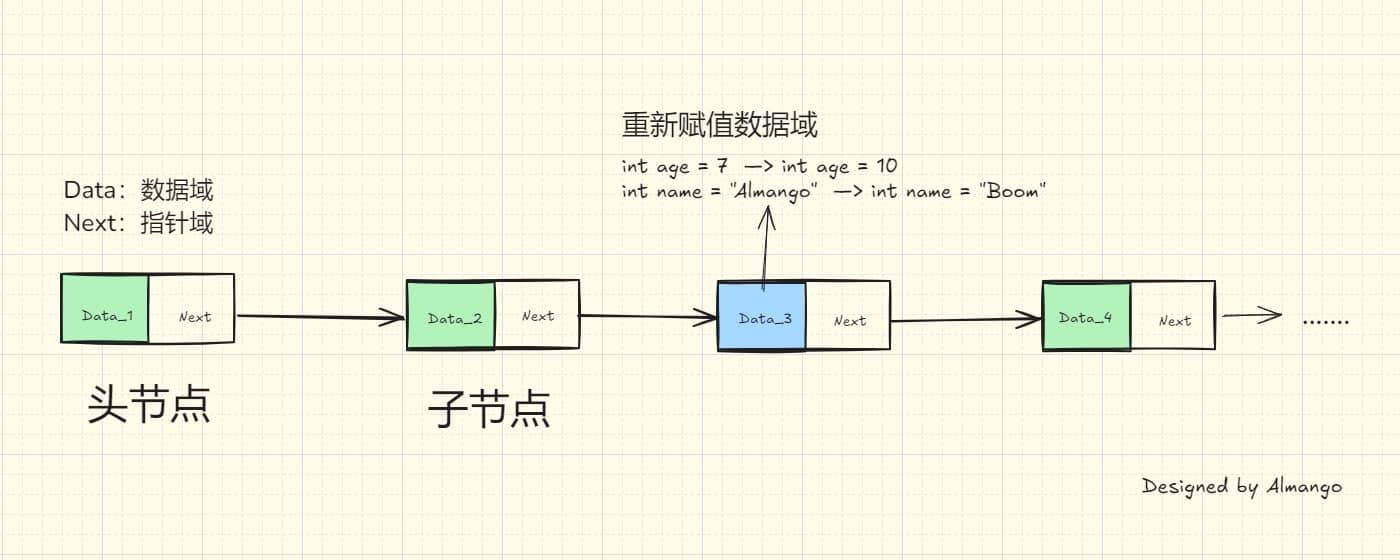 重新赋值数据域
int age = 7 —> int age = 10
int name = "Almango" —> int name = "Boom"
Data：数据域
Next：指针域
Data_1 Next Data_2 Next Data_3 Next Data_4 Next .......
头节点 子节点
Designed by Almango